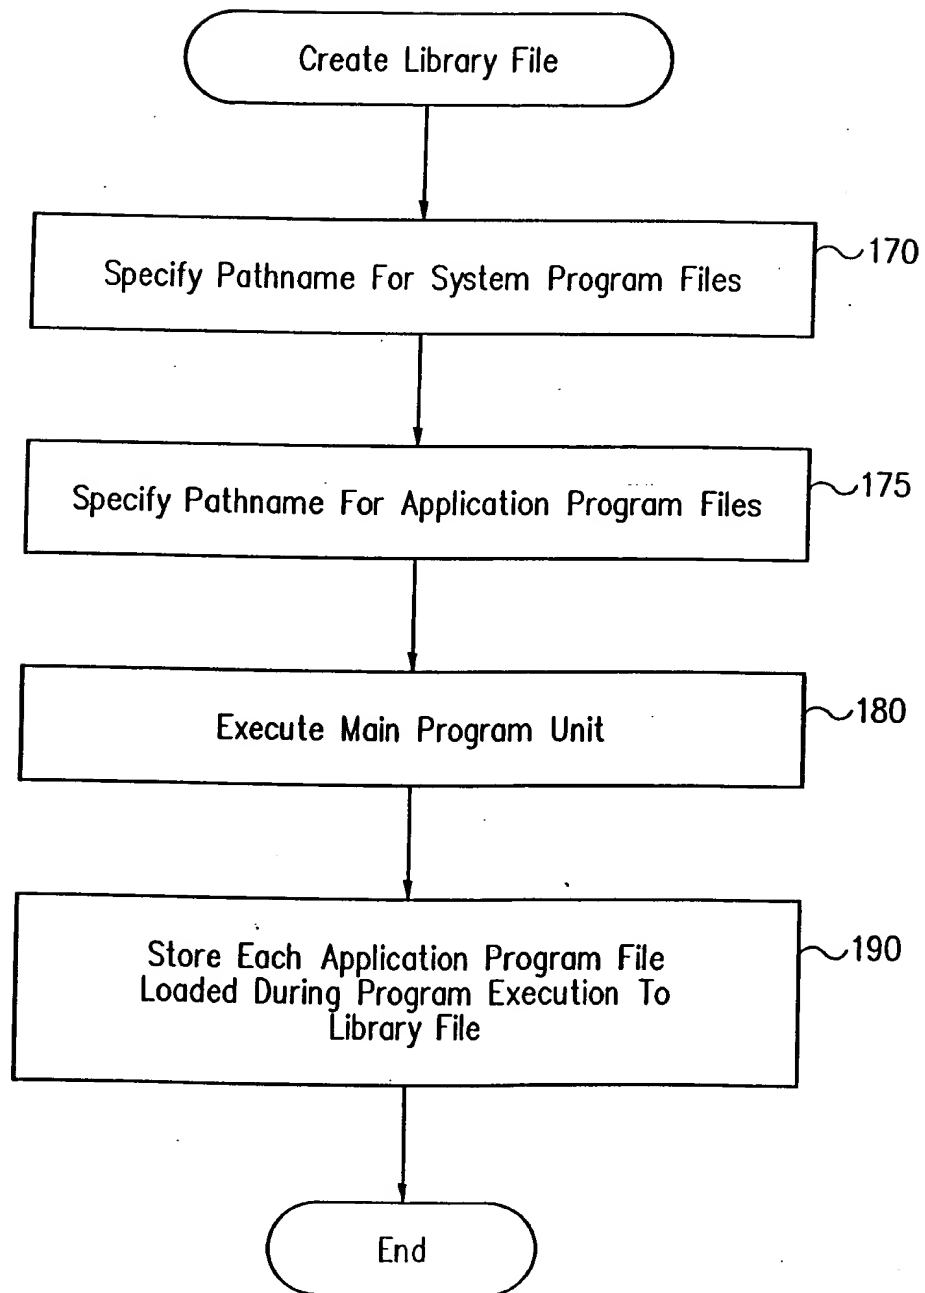 Create Library File
Specify Pathname For System Program Files
170
Specify Pathname For Application Program Files
175
Execute Main Program Unit
180
Store Each Application Program File
Loaded During Program Execution To
Library File
190
End